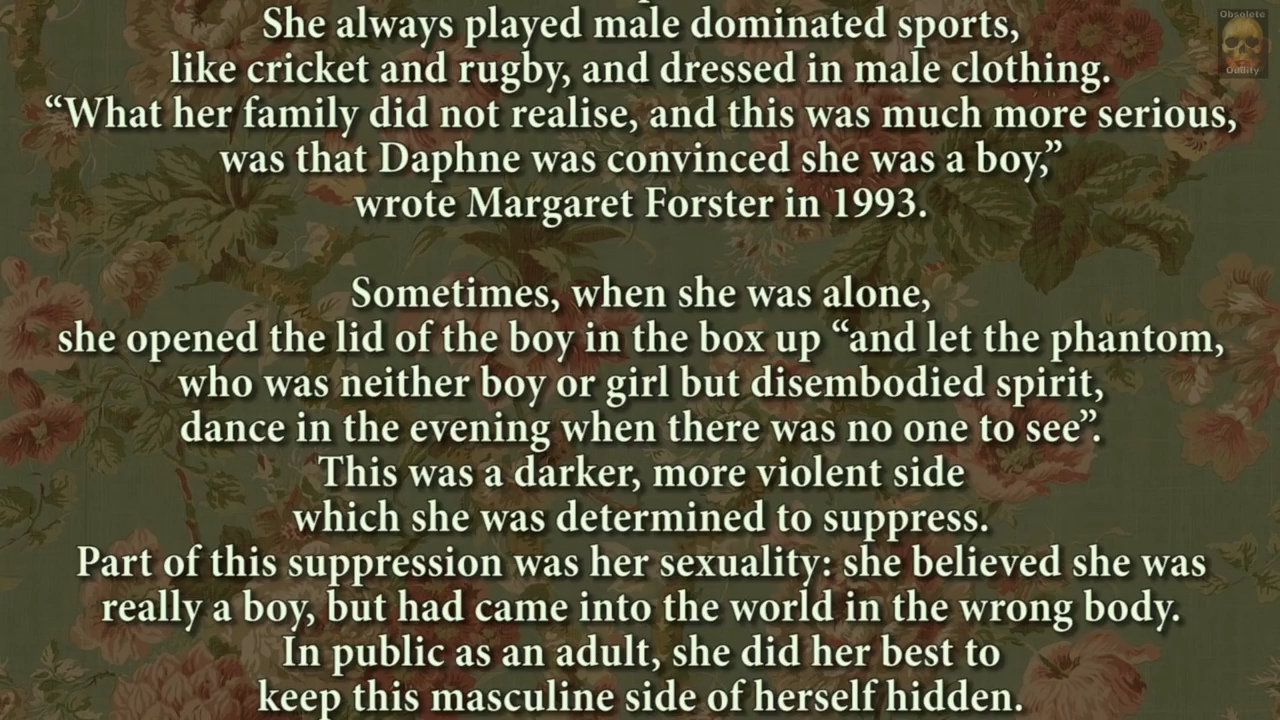 Obsolete
Oddity
She always played male dominated sports,
like cricket and rugby, and dressed in male clothing.
“What her family did not realise, and this was much more serious,
was that Daphne was convinced she was a boy,”
wrote Margaret Forster in 1993.
Sometimes, when she was alone,
she opened the lid of the boy in the box up “and let the phantom,
who was neither boy or girl but disembodied spirit,
dance in the evening when there was no one to see”.
This was a darker, more violent side
which she was determined to suppress.
Part of this suppression was her sexuality: she believed she was
really a boy, but had came into the world in the wrong body.
In public as an adult, she did her best to
keep this masculine side of herself hidden.